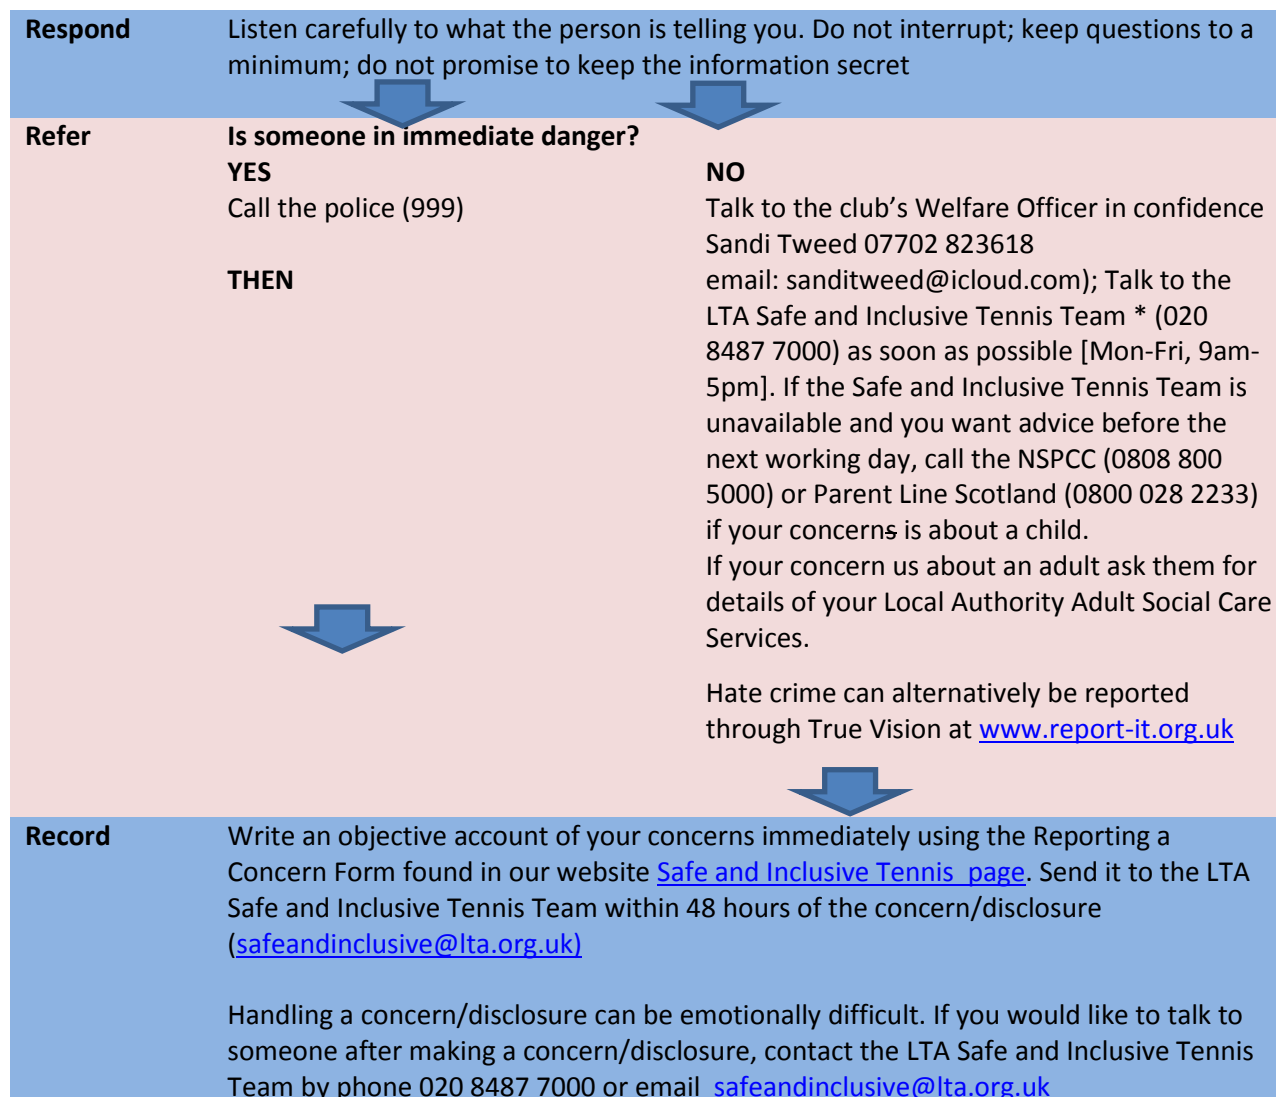 Respond Listen carefully to what the person is telling you. Do not interrupt; keep questions to a
minimum; do not promise to keep the information secret
Refer Is someone in immediate danger?
YES
Call the police (999)
THEN
NO
Talk to the club’s Welfare Officer in confidence
Sandi Tweed 07702 823618
email: sanditweed@icloud.com); Talk to the
LTA Safe and Inclusive Tennis Team * (020
8487 7000) as soon as possible [Mon-Fri, 9am-
5pm]. If the Safe and Inclusive Tennis Team is
unavailable and you want advice before the
next working day, call the NSPCC (0808 800
5000) or Parent Line Scotland (0800 028 2233)
if your concerns is about a child.
If your concern us about an adult ask them for
details of your Local Authority Adult Social Care
Services.
Hate crime can alternatively be reported
through True Vision at www.report-it.org.uk
Record Write an objective account of your concerns immediately using the Reporting a
Concern Form found in our website Safe and Inclusive Tennis  page. Send it to the LTA
Safe and Inclusive Tennis Team within 48 hours of the concern/disclosure
(safeandinclusive@lta.org.uk)
Handling a concern/disclosure can be emotionally difficult. If you would like to talk to
someone after making a concern/disclosure, contact the LTA Safe and Inclusive Tennis
Team by phone 020 8487 7000 or email  safeandinclusive@lta.org.uk